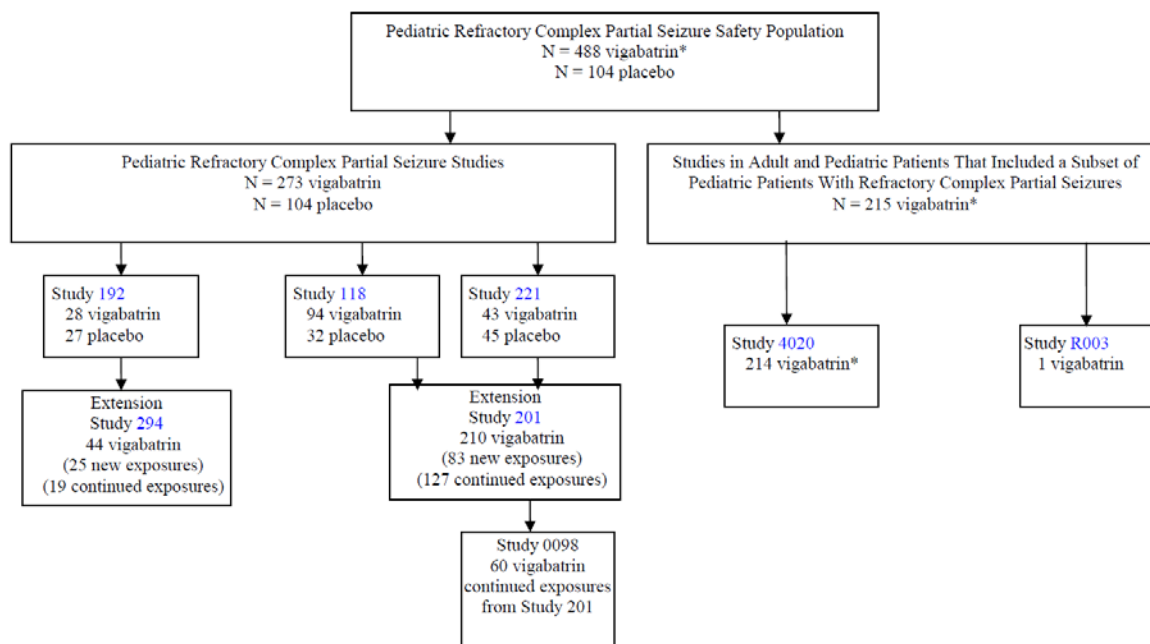 Pediatric Refractory Complex Partial Seizure Safety Population
N = 488 vigabatrin*
N = 104 placebo
Pediatric Refractory Complex Partial Seizure Studies
N = 273 vigabatrin
N = 104 placebo
Studies in Adult and Pediatric Patients That Included a Subset of
Pediatric Patients With Refractory Complex Partial Seizures
N = 215 vigabatrin*
Study 192
28 vigabatrin
27 placebo
Study 118
94 vigabatrin
32 placebo
Study 221
43 vigabatrin
45 placebo
Study 4020
214 vigabatrin*
Study R003
1 vigabatrin
Extension
Study 294
44 vigabatrin
(25 new exposures)
(19 continued exposures)
Extension
Study 201
210 vigabatrin
(83 new exposures)
(127 continued exposures)
Study 0098
60 vigabatrin
continued exposures
from Study 201